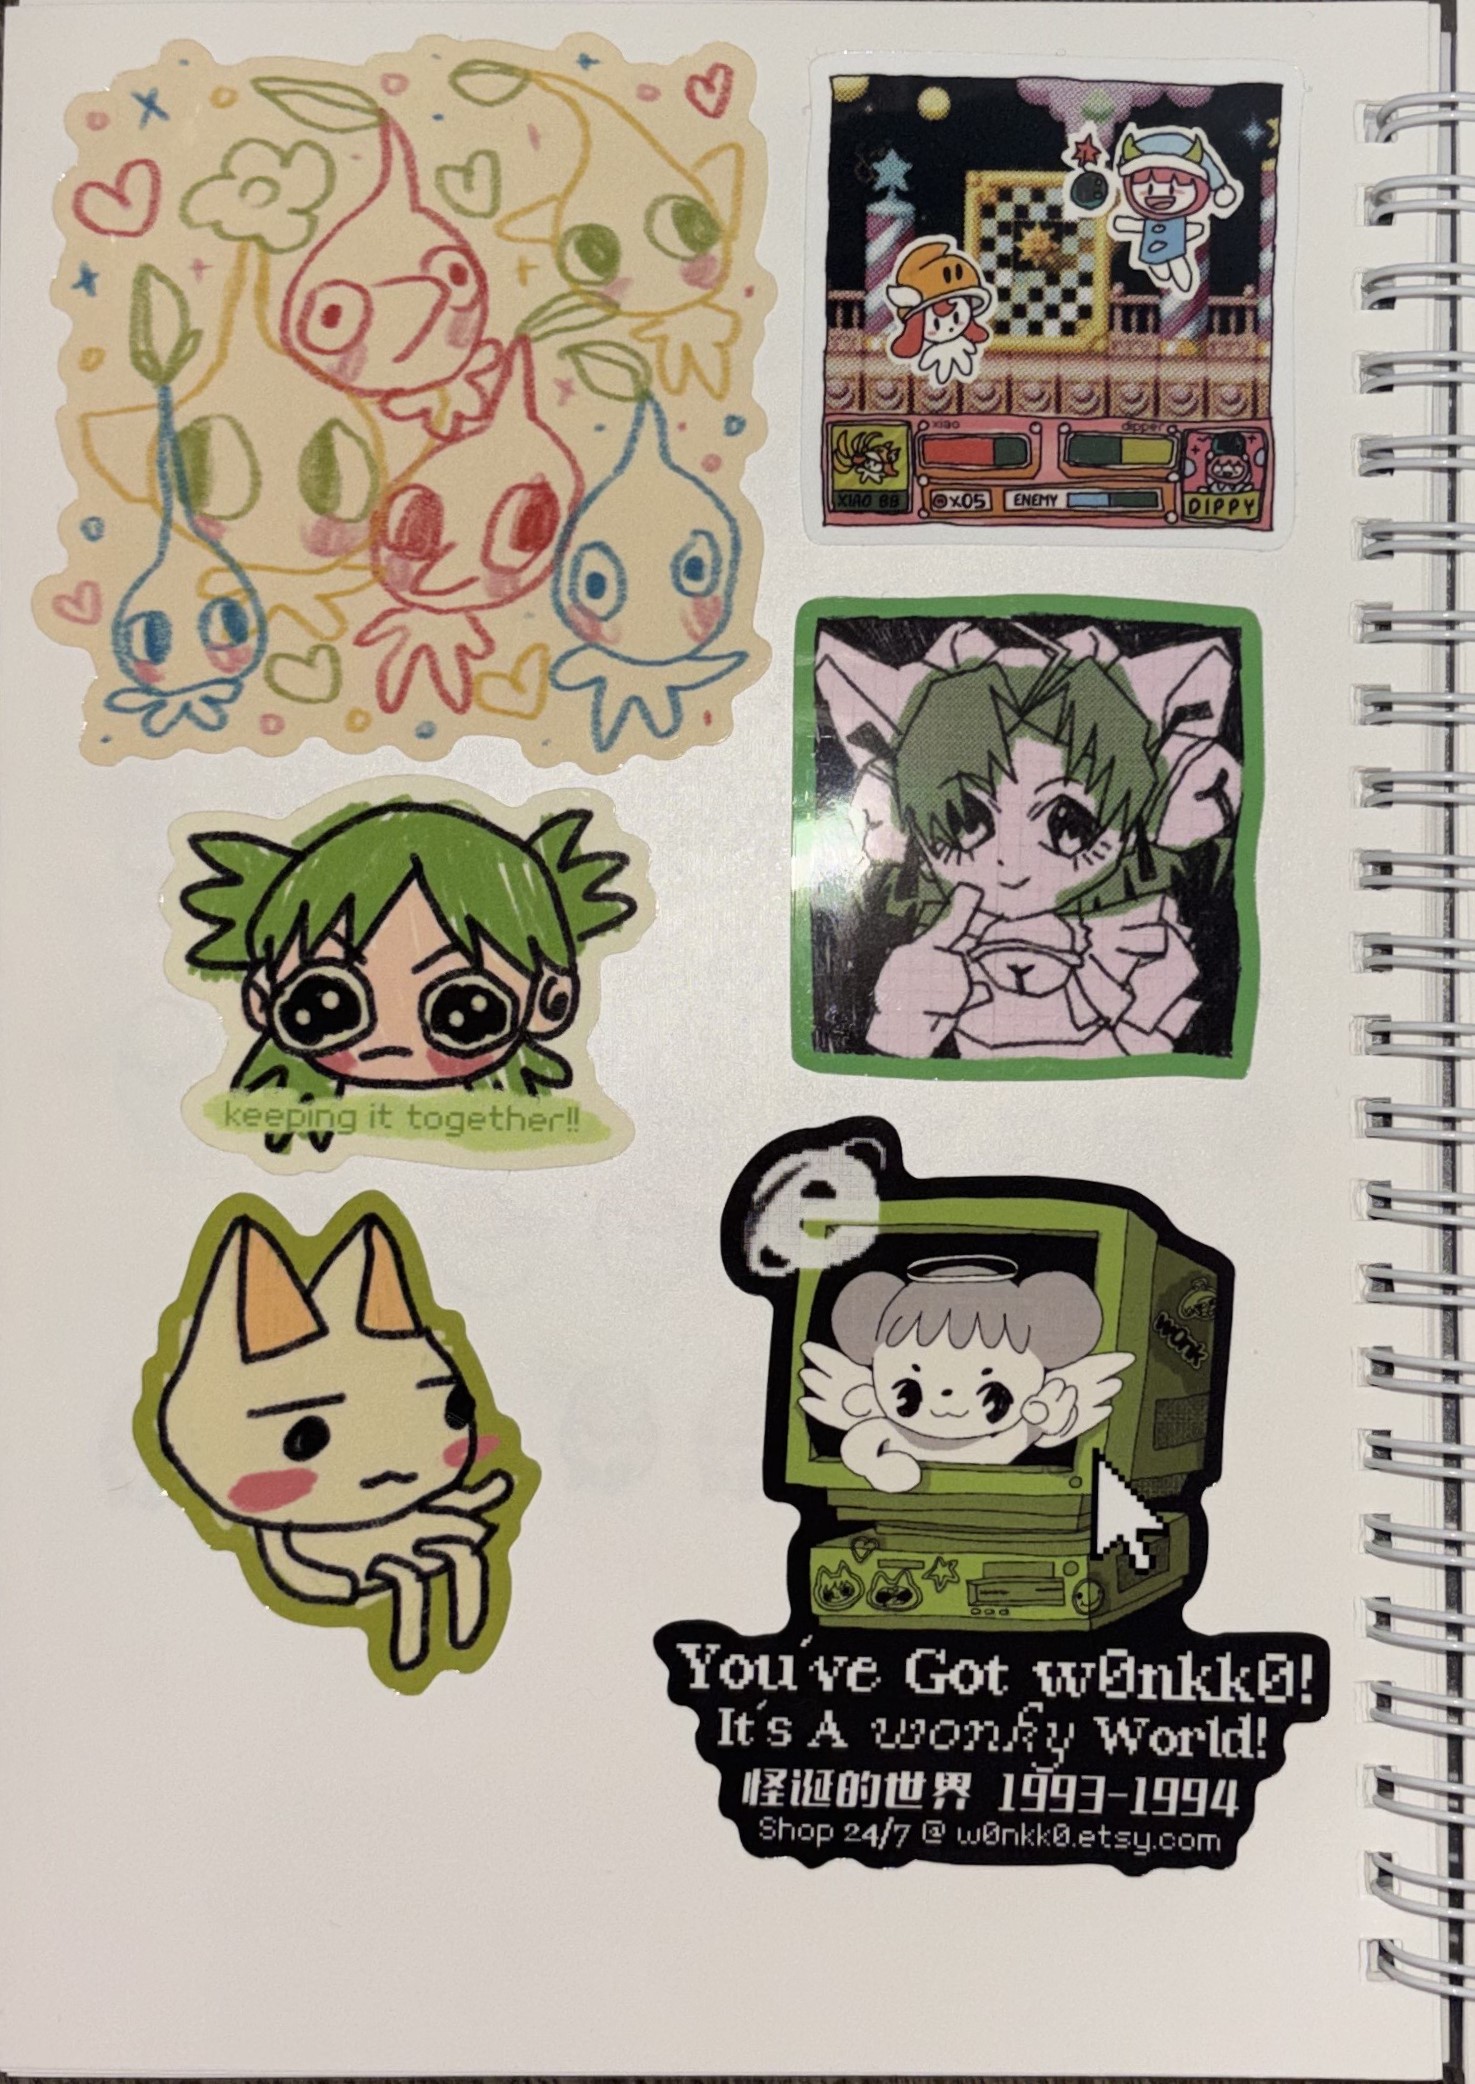 xiao
dipper
XIAO BB
x05
ENEMY
DIPPY
keeping it together!!
w0nk
You've Got w0nkk0!
It's A wonky World!
怪诞的世界 1993-1994
Shop 24/7 @ w0nkk0.etsy.com